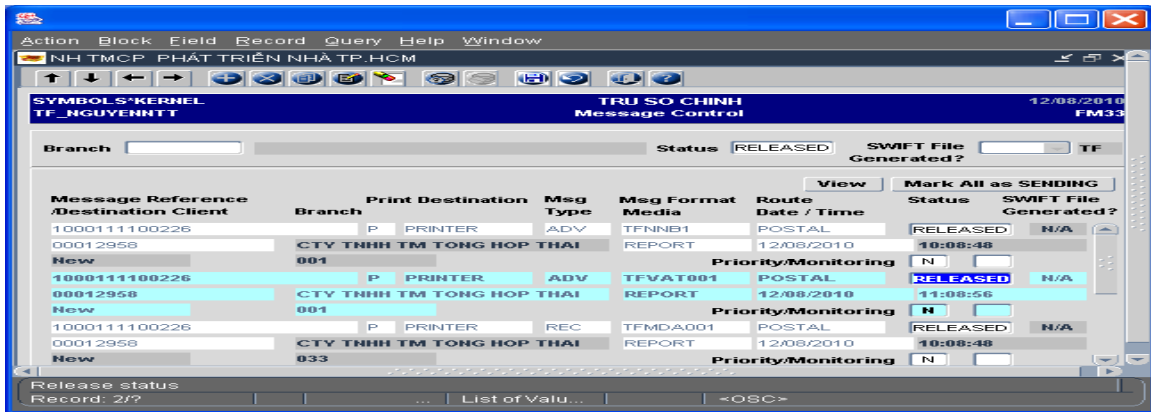 Action Block Field Record Query Help Window
NH TMCP PHÁT TRIỂN NHÀ TP.HCM
SYMBOLS*KERNEL TRU SO CHINH 12/08/2010
TF_NGUYENNTT Message Control FM33
Branch Status RELEASED SWIFT File Generated? TF
View Mark All as SENDING
Message Reference Print Destination Msg Msg Format Route Status SWIFT File
/Destination Client Branch Type Media Date / Time Generated?
1000111100226 P PRINTER ADV TFNNB1 POSTAL RELEASED N/A
00012958 CTY TNHH TM TONG HOP THAI REPORT 12/08/2010 10:08:48
New 001 Priority/Monitoring N
1000111100226 P PRINTER ADV TFVAT001 POSTAL RELEASED N/A
00012958 CTY TNHH TM TONG HOP THAI REPORT 12/08/2010 11:08:56
New 001 Priority/Monitoring N
1000111100226 P PRINTER REC TFMDA001 POSTAL RELEASED N/A
00012958 CTY TNHH TM TONG HOP THAI REPORT 12/08/2010 10:08:48
New 033 Priority/Monitoring N
Release status
Record: 2/? ... List of Valu... <OSC>